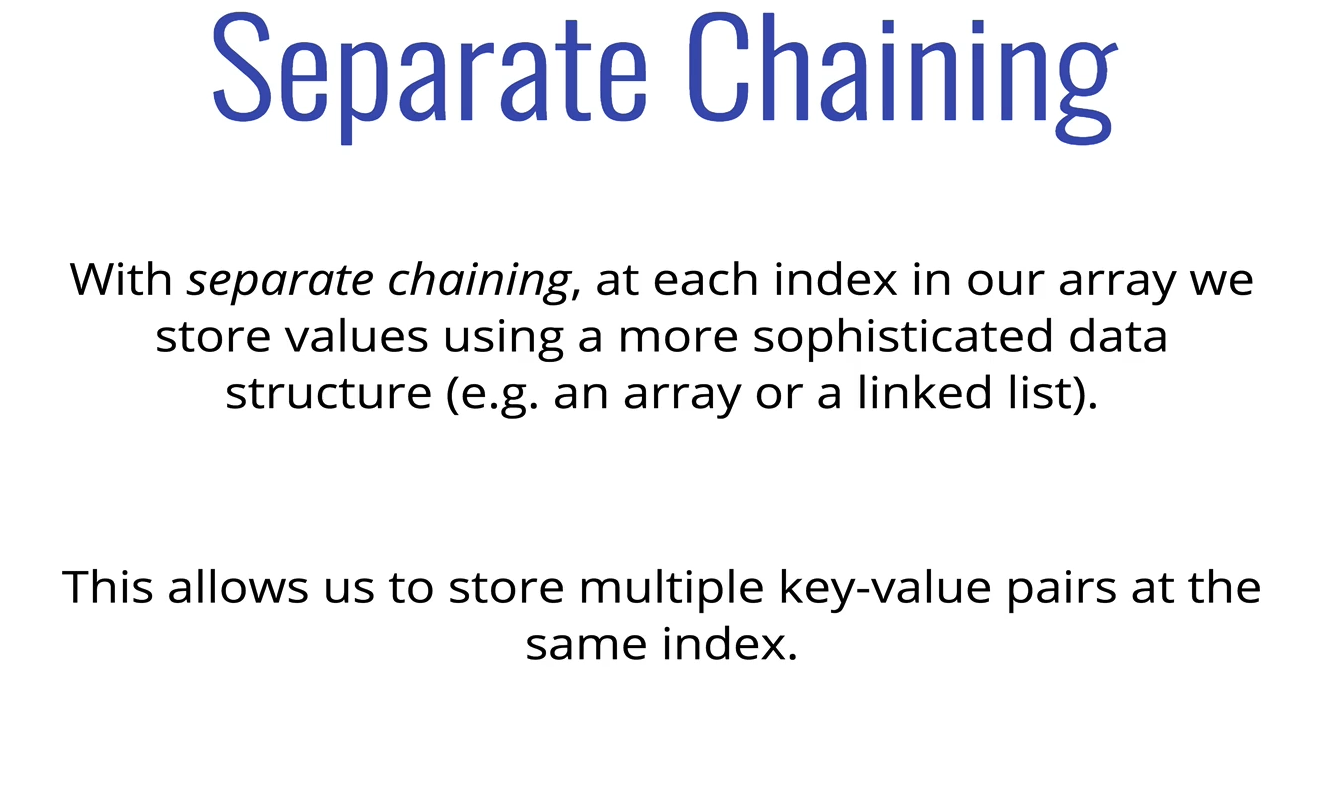 Separate Chaining
With separate chaining, at each index in our array we
store values using a more sophisticated data
structure (e.g. an array or a linked list).
This allows us to store multiple key-value pairs at the
same index.